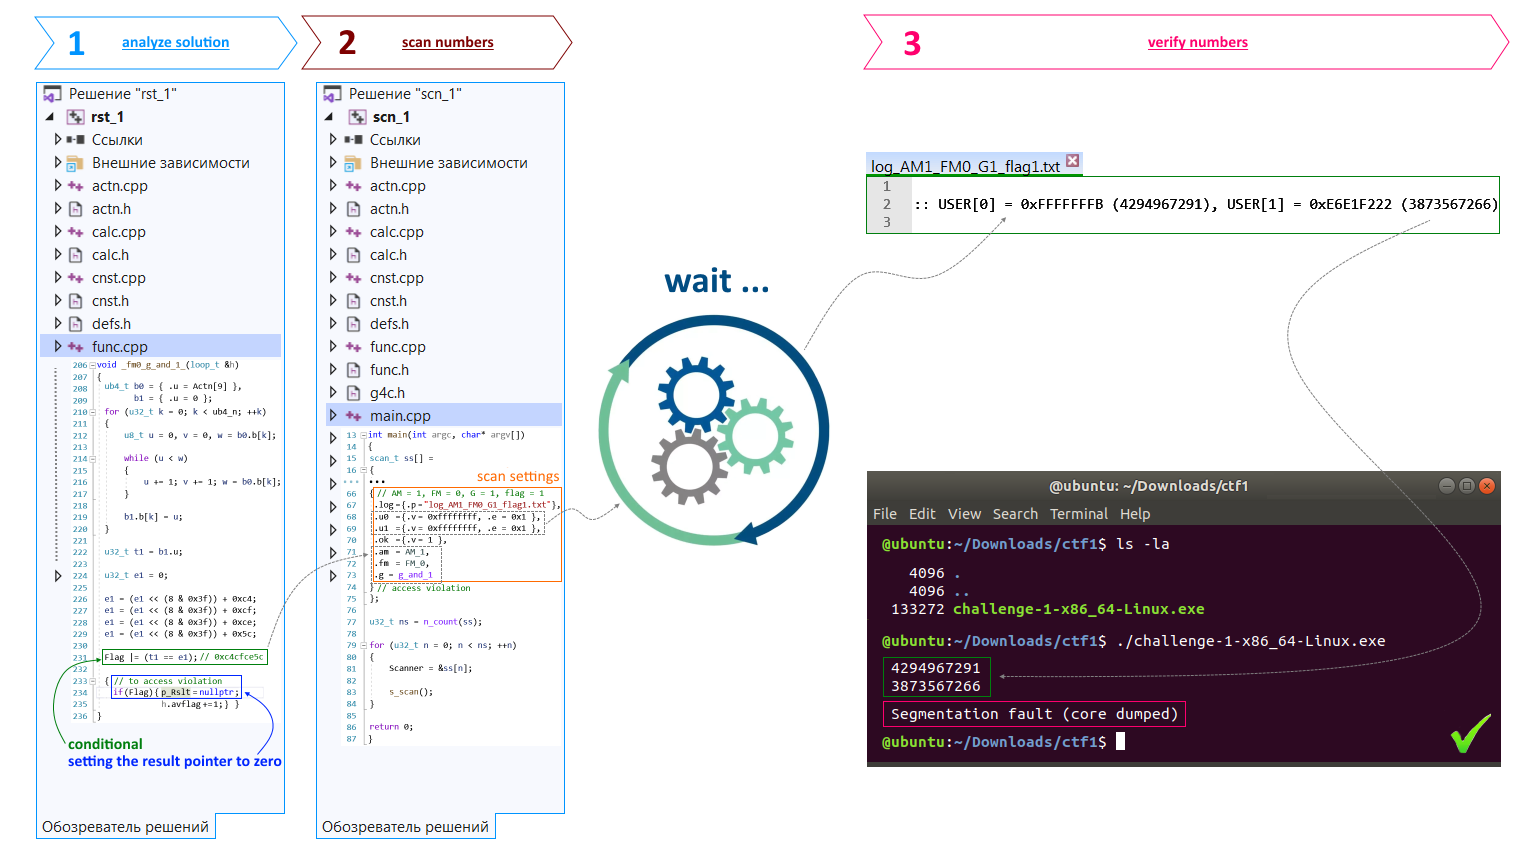 1 analyze solution
2 scan numbers
3 verify numbers
Решение "rst_1"
rst_1
Ссылки
Внешние зависимости
actn.cpp
actn.h
calc.cpp
calc.h
cnst.cpp
cnst.h
defs.h
func.cpp
206 void _fm0_g_and_1_(loop_t &h)
207 {
208 ub4_t b0 = { .u = Actn[9] },
209 b1 = { .u = 0 };
210 for (u32_t k = 0; k < ub4_n; ++k)
211 {
212 u8_t u = 0, v = 0, w = b0.b[k];
213
214 while (u < w)
215 {
216 u += 1; v += 1; w = b0.b[k];
217 }
218
219 b1.b[k] = u;
220 }
221
222 u32_t t1 = b1.u;
223
224 u32_t e1 = 0;
225
226 e1 = (e1 << (8 & 0x3f)) + 0xc4;
227 e1 = (e1 << (8 & 0x3f)) + 0xcf;
228 e1 = (e1 << (8 & 0x3f)) + 0xce;
229 e1 = (e1 << (8 & 0x3f)) + 0x5c;
230
231 Flag |= (t1 == e1); // 0xc4cfce5c
232
233 { // to access violation
234 if(Flag){ p_Rslt = nullptr;
235 h.avflag+=1; } }
236 }
conditional
setting the result pointer to zero
Обозреватель решений
Решение "scn_1"
scn_1
Ссылки
Внешние зависимости
actn.cpp
actn.h
calc.cpp
calc.h
cnst.cpp
cnst.h
defs.h
func.cpp
func.h
g4c.h
main.cpp
13 int main(int argc, char* argv[])
14 {
15 scan_t ss[] =
16 {
...
scan settings
66 { // AM = 1, FM = 0, G = 1, flag = 1
67 .log={.p="log_AM1_FM0_G1_flag1.txt"},
68 .u0 ={.v = 0xffffffff, .e = 0x1 },
69 .u1 ={.v = 0xffffffff, .e = 0x1 },
70 .ok ={.v = 1 },
71 .am = AM_1,
72 .fm = FM_0,
73 .g = g_and_1
74 } // access violation
75 };
76
77 u32_t ns = n_count(ss);
78
79 for (u32_t n = 0; n < ns; ++n)
80 {
81 Scanner = &ss[n];
82
83 s_scan();
84 }
85
86 return 0;
87 }
Обозреватель решений
wait ...
log_AM1_FM0_G1_flag1.txt
1
2 :: USER[0] = 0xFFFFFFFB (4294967291), USER[1] = 0xE6E1F222 (3873567266)
3
@ubuntu: ~/Downloads/ctf1
File Edit View Search Terminal Help
@ubuntu:~/Downloads/ctf1$ ls -la
4096 .
4096 ..
133272 challenge-1-x86_64-Linux.exe
@ubuntu:~/Downloads/ctf1$ ./challenge-1-x86_64-Linux.exe
4294967291
3873567266
Segmentation fault (core dumped)
@ubuntu:~/Downloads/ctf1$